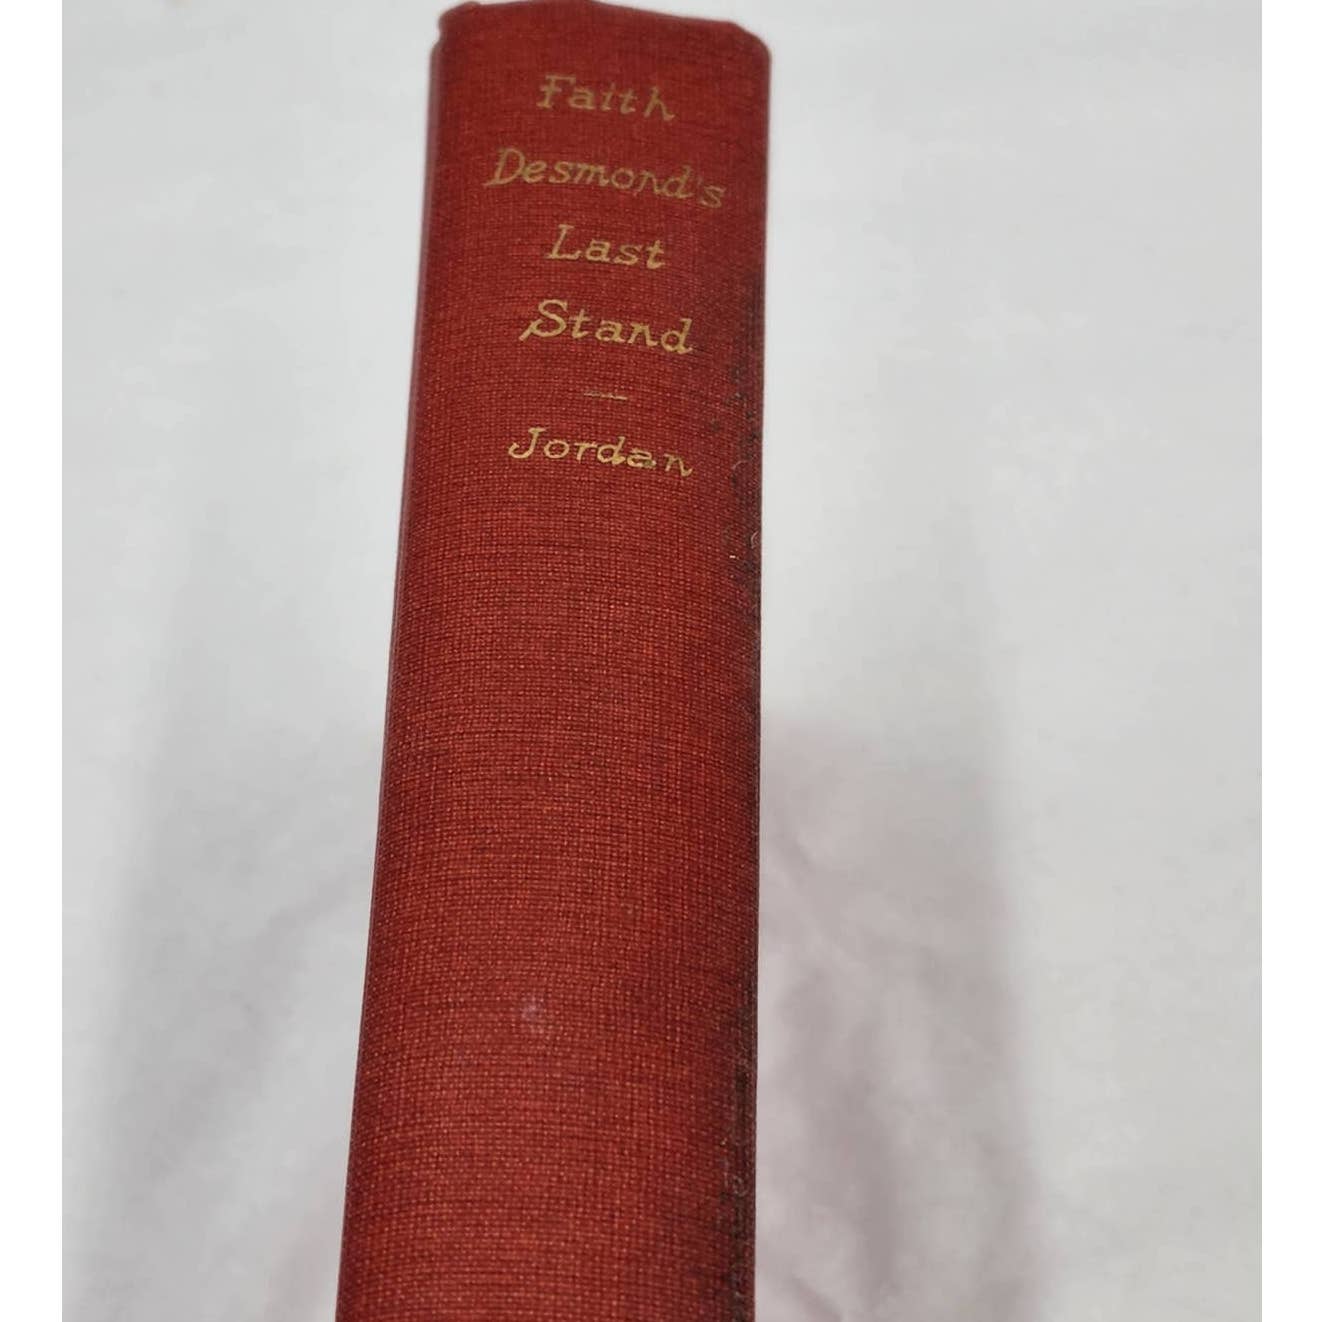 Faith
Desmond's
Last
Stand
—
Jordan